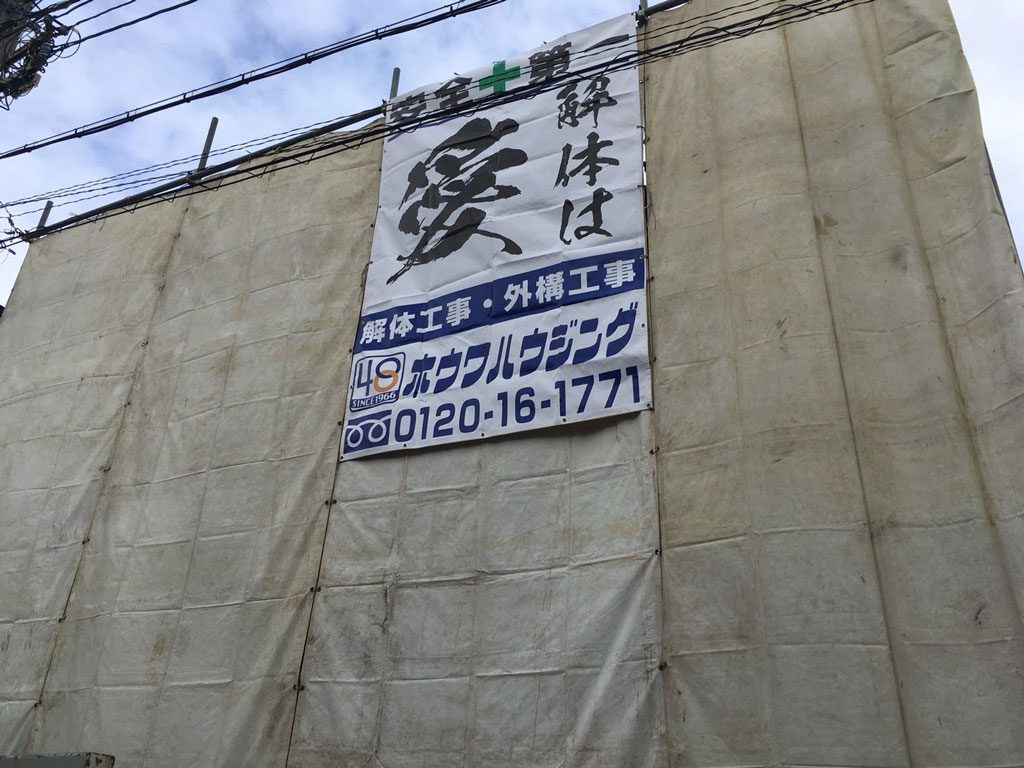 安全第一
解体は
愛
解体工事・外構工事
48 ホウワハウジング
SINCE1966
0120-16-1771